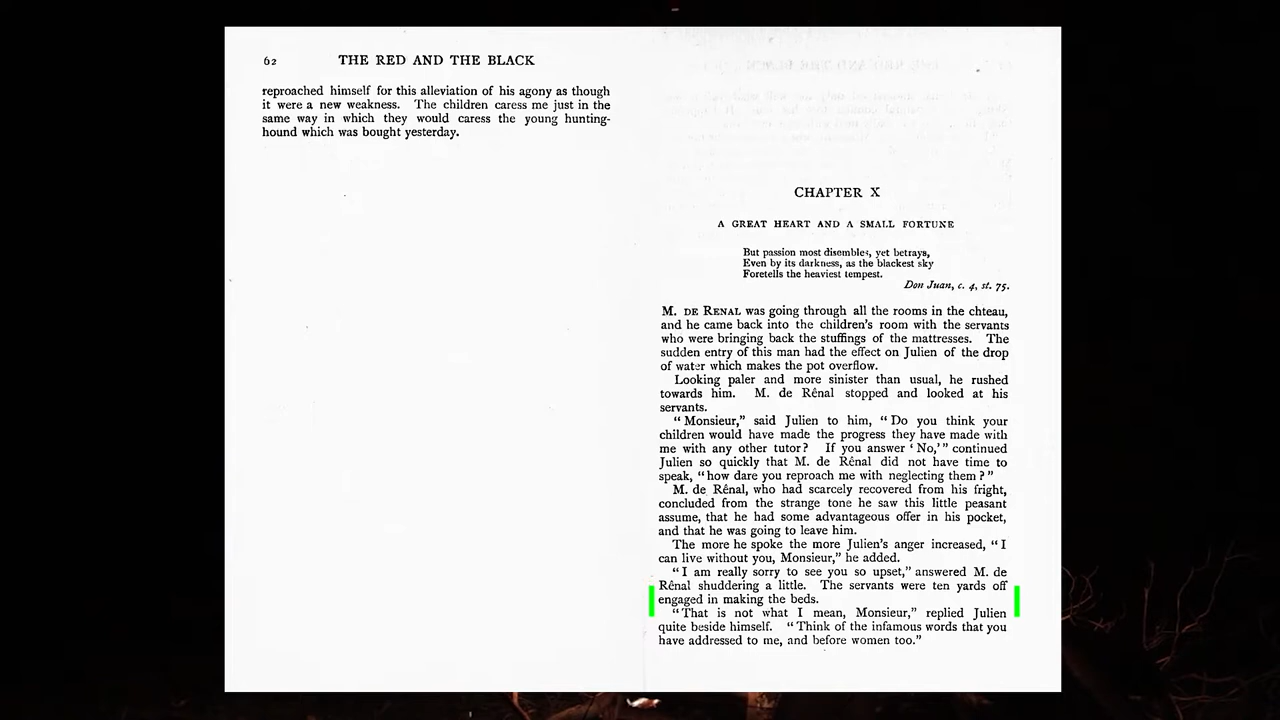 62
THE RED AND THE BLACK
reproached himself for this alleviation of his agony as though
it were a new weakness. The children caress me just in the
same way in which they would caress the young hunting-
hound which was bought yesterday.
CHAPTER X
A GREAT HEART AND A SMALL FORTUNE
But passion most disembles, yet betrays,
Even by its darkness, as the blackest sky
Foretells the heaviest tempest.
Don Juan, c. 4, st. 75.
M. DE RENAL was going through all the rooms in the chteau,
and he came back into the children's room with the servants
who were bringing back the stuffings of the mattresses. The
sudden entry of this man had the effect on Julien of the drop
of water which makes the pot overflow.
Looking paler and more sinister than usual, he rushed
towards him. M. de Rênal stopped and looked at his
servants.
"Monsieur," said Julien to him, "Do you think your
children would have made the progress they have made with
me with any other tutor? If you answer 'No,'" continued
Julien so quickly that M. de Rênal did not have time to
speak, "how dare you reproach me with neglecting them?"
M. de Rênal, who had scarcely recovered from his fright,
concluded from the strange tone he saw this little peasant
assume, that he had some advantageous offer in his pocket,
and that he was going to leave him.
The more he spoke the more Julien's anger increased, "I
can live without you, Monsieur," he added.
"I am really sorry to see you so upset," answered M. de
Rênal shuddering a little. The servants were ten yards off
engaged in making the beds.
"That is not what I mean, Monsieur," replied Julien
quite beside himself. "Think of the infamous words that you
have addressed to me, and before women too."